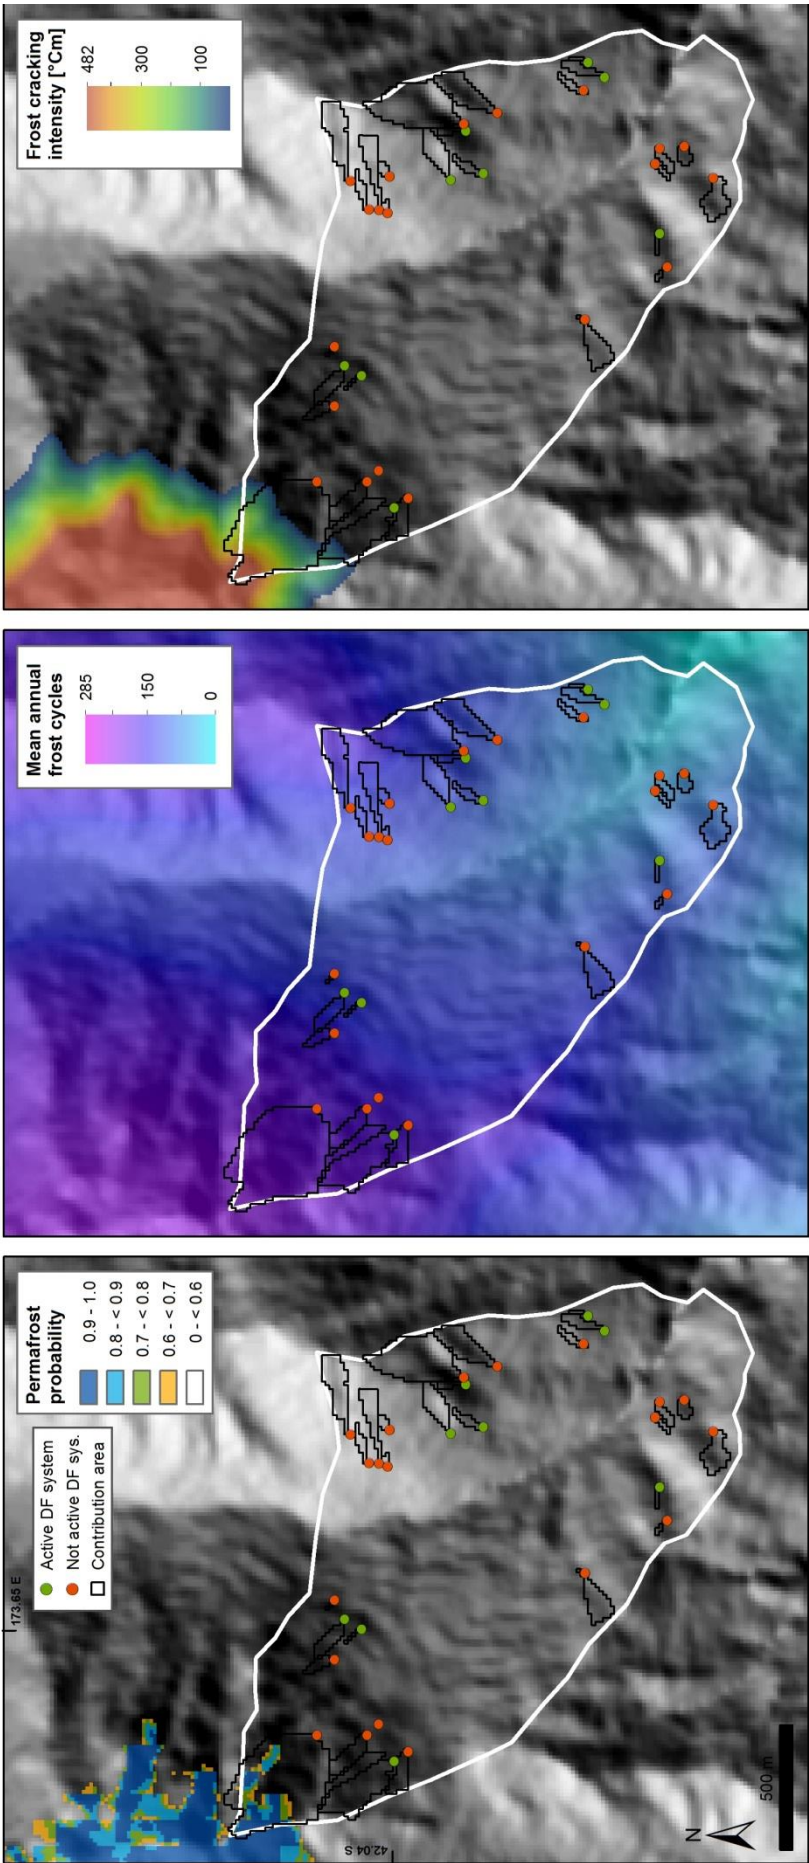 173.65 E
42.04 S
Active DF system
Not active DF sys.
Contribution area
Permafrost
probability
0.9 - 1.0
0.8 - < 0.9
0.7 - < 0.8
0.6 - < 0.7
0 - < 0.6
N
500 m
Mean annual
frost cycles
285
150
0
Frost cracking
intensity [°Cm]
482
300
100